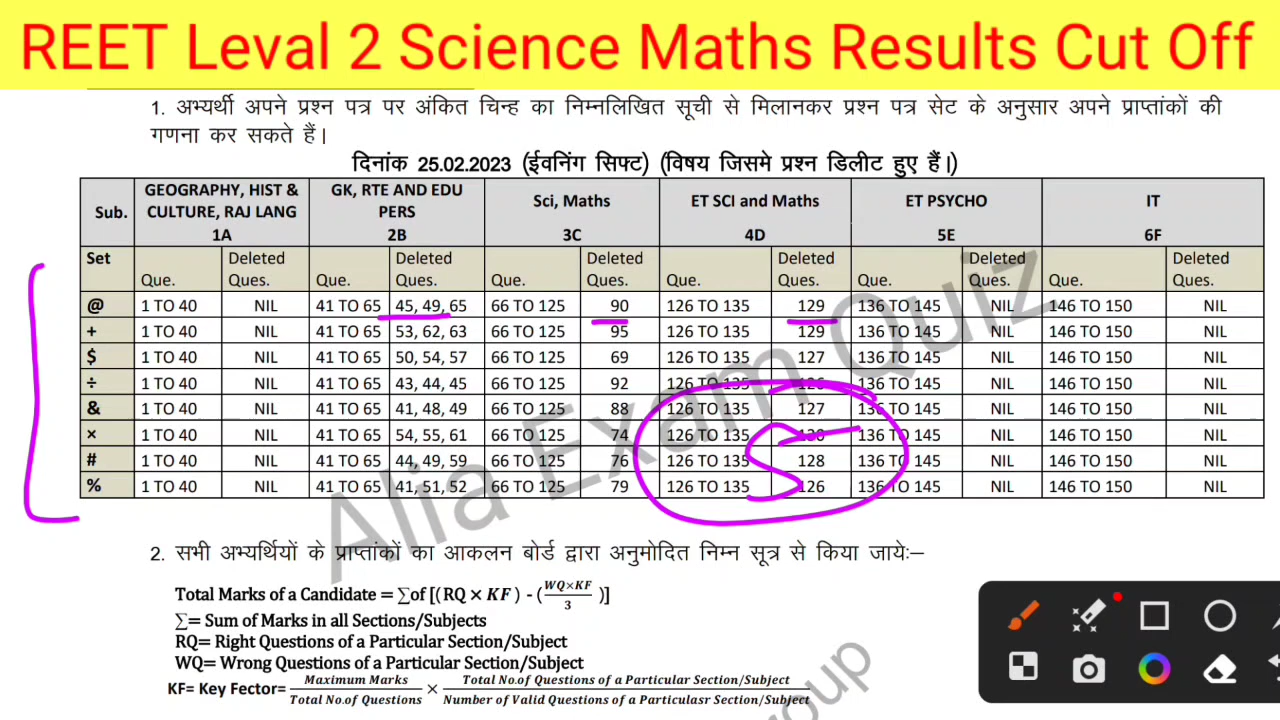 REET Leval 2 Science Maths Results Cut Off
1. अभ्यर्थी अपने प्रश्न पत्र पर अंकित चिन्ह का निम्नलिखित सूची से मिलानकर प्रश्न पत्र सेट के अनुसार अपने प्राप्तांकों की
गणना कर सकते हैं।
दिनांक 25.02.2023 (ईवनिंग सिफ्ट) (विषय जिसमे प्रश्न डिलीट हुए हैं।)
Sub. GEOGRAPHY, HIST & CULTURE, RAJ LANG 1A GK, RTE AND EDU PERS 2B Sci, Maths 3C ET SCI and Maths 4D ET PSYCHO 5E IT 6F
Set Que. Deleted Ques. Que. Deleted Ques. Que. Deleted Ques. Que. Deleted Ques. Que. Deleted Ques. Que. Deleted Ques.
@ 1 TO 40 NIL 41 TO 65 45, 49, 65 66 TO 125 90 126 TO 135 129 136 TO 145 NIL 146 TO 150 NIL
+ 1 TO 40 NIL 41 TO 65 53, 62, 63 66 TO 125 95 126 TO 135 129 136 TO 145 NIL 146 TO 150 NIL
$ 1 TO 40 NIL 41 TO 65 50, 54, 57 66 TO 125 69 126 TO 135 127 136 TO 145 NIL 146 TO 150 NIL
÷ 1 TO 40 NIL 41 TO 65 43, 44, 45 66 TO 125 92 126 TO 135 126 136 TO 145 NIL 146 TO 150 NIL
& 1 TO 40 NIL 41 TO 65 41, 48, 49 66 TO 125 88 126 TO 135 127 136 TO 145 NIL 146 TO 150 NIL
× 1 TO 40 NIL 41 TO 65 54, 55, 61 66 TO 125 74 126 TO 135 130 136 TO 145 NIL 146 TO 150 NIL
# 1 TO 40 NIL 41 TO 65 44, 49, 59 66 TO 125 76 126 TO 135 128 136 TO 145 NIL 146 TO 150 NIL
% 1 TO 40 NIL 41 TO 65 41, 51, 52 66 TO 125 79 126 TO 135 126 136 TO 145 NIL 146 TO 150 NIL
Alia Exam Quiz
2. सभी अभ्यर्थियों के प्राप्तांकों का आकलन बोर्ड द्वारा अनुमोदित निम्न सूत्र से किया जायेः–
Total Marks of a Candidate = ∑of [(RQ × KF) - (WQ×KF/3)]
∑= Sum of Marks in all Sections/Subjects
RQ= Right Questions of a Particular Section/Subject
WQ= Wrong Questions of a Particular Section/Subject
KF= Key Fector= Maximum Marks/Total No.of Questions × Total No.of Questions of a Particular Section/Subject/Number of Valid Questions of a Particulasr Section/Subject